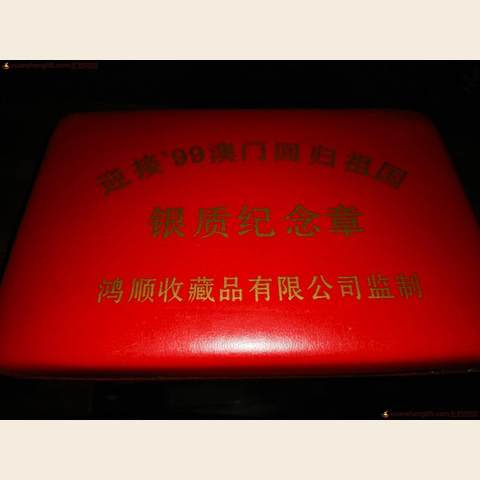 迎接'99澳门回归祖国
银质纪念章
鸿顺收藏品有限公司监制